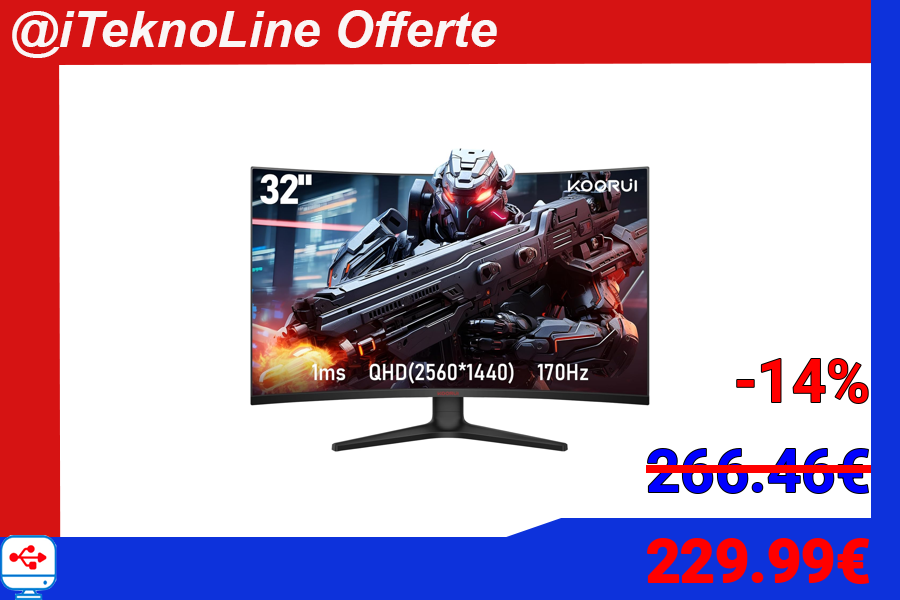 @iTeknoLine Offerte
32"
KOORUI
1ms QHD(2560*1440) 170Hz
-14%
266.46€
229.99€